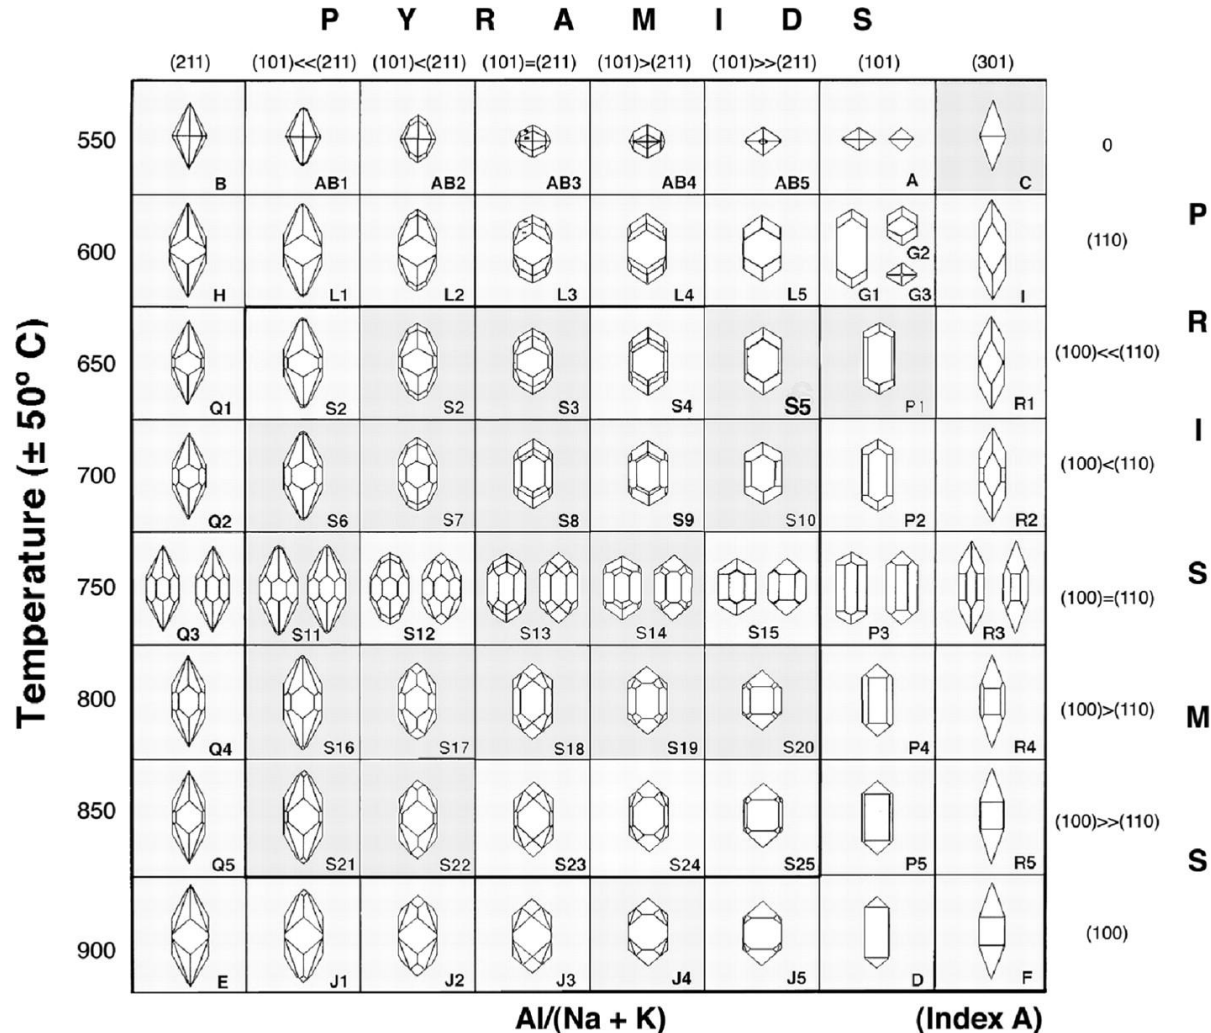 P Y R A M I D S
(211) (101)<<(211) (101)<(211) (101)=(211) (101)>(211) (101)>>(211) (101) (301)
550 B AB1 AB2 AB3 AB4 AB5 A C 0
P
600 H L1 L2 L3 L4 L5 G1 G2 G3 I (110)
R
650 Q1 S2 S2 S3 S4 S5 P1 R1 (100)<<(110)
I
700 Q2 S6 S7 S8 S9 S10 P2 R2 (100)<(110)
S
750 Q3 S11 S12 S13 S14 S15 P3 R3 (100)=(110)
M
800 Q4 S16 S17 S18 S19 S20 P4 R4 (100)>(110)
S
850 Q5 S21 S22 S23 S24 S25 P5 R5 (100)>>(110)
900 E J1 J2 J3 J4 J5 D F (100)
Temperature (± 50º C)
Al/(Na + K) (Index A)